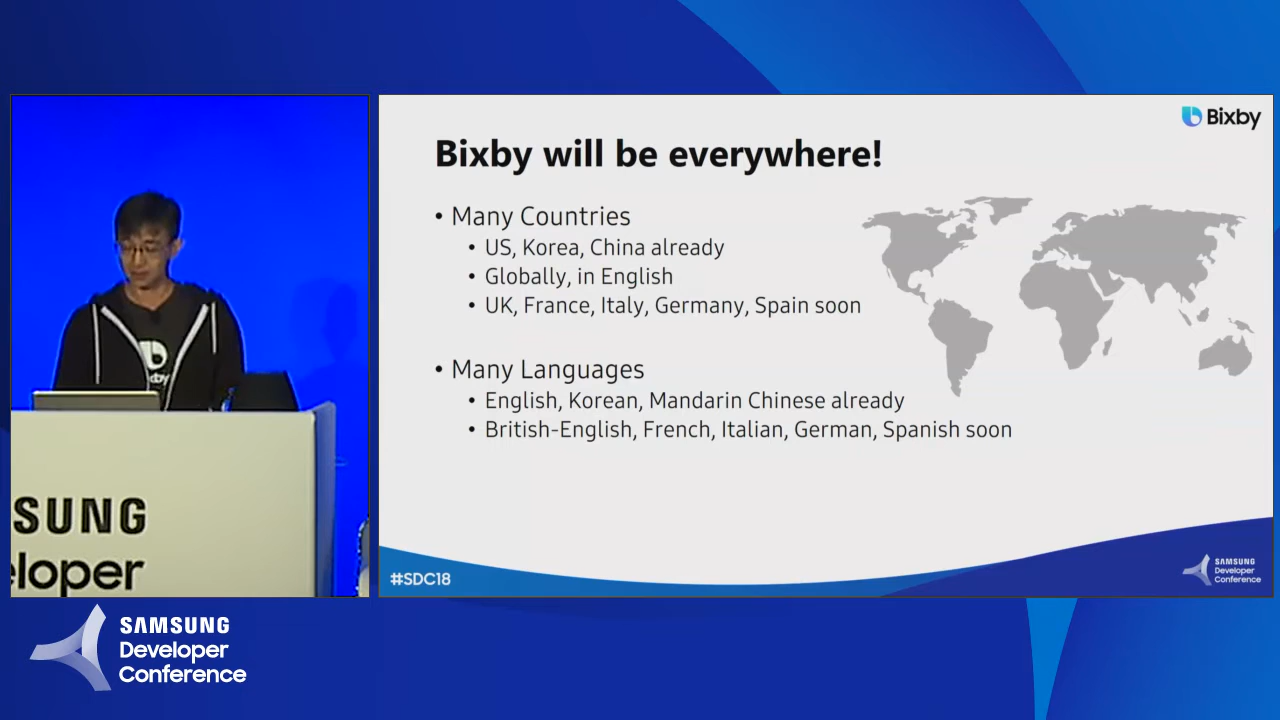 Bixby
Bixby will be everywhere!
• Many Countries
• US, Korea, China already
• Globally, in English
• UK, France, Italy, Germany, Spain soon
• Many Languages
• English, Korean, Mandarin Chinese already
• British-English, French, Italian, German, Spanish soon
#SDC18
SAMSUNG
Developer
Conference
SUNG
eloper
SAMSUNG
Developer
Conference